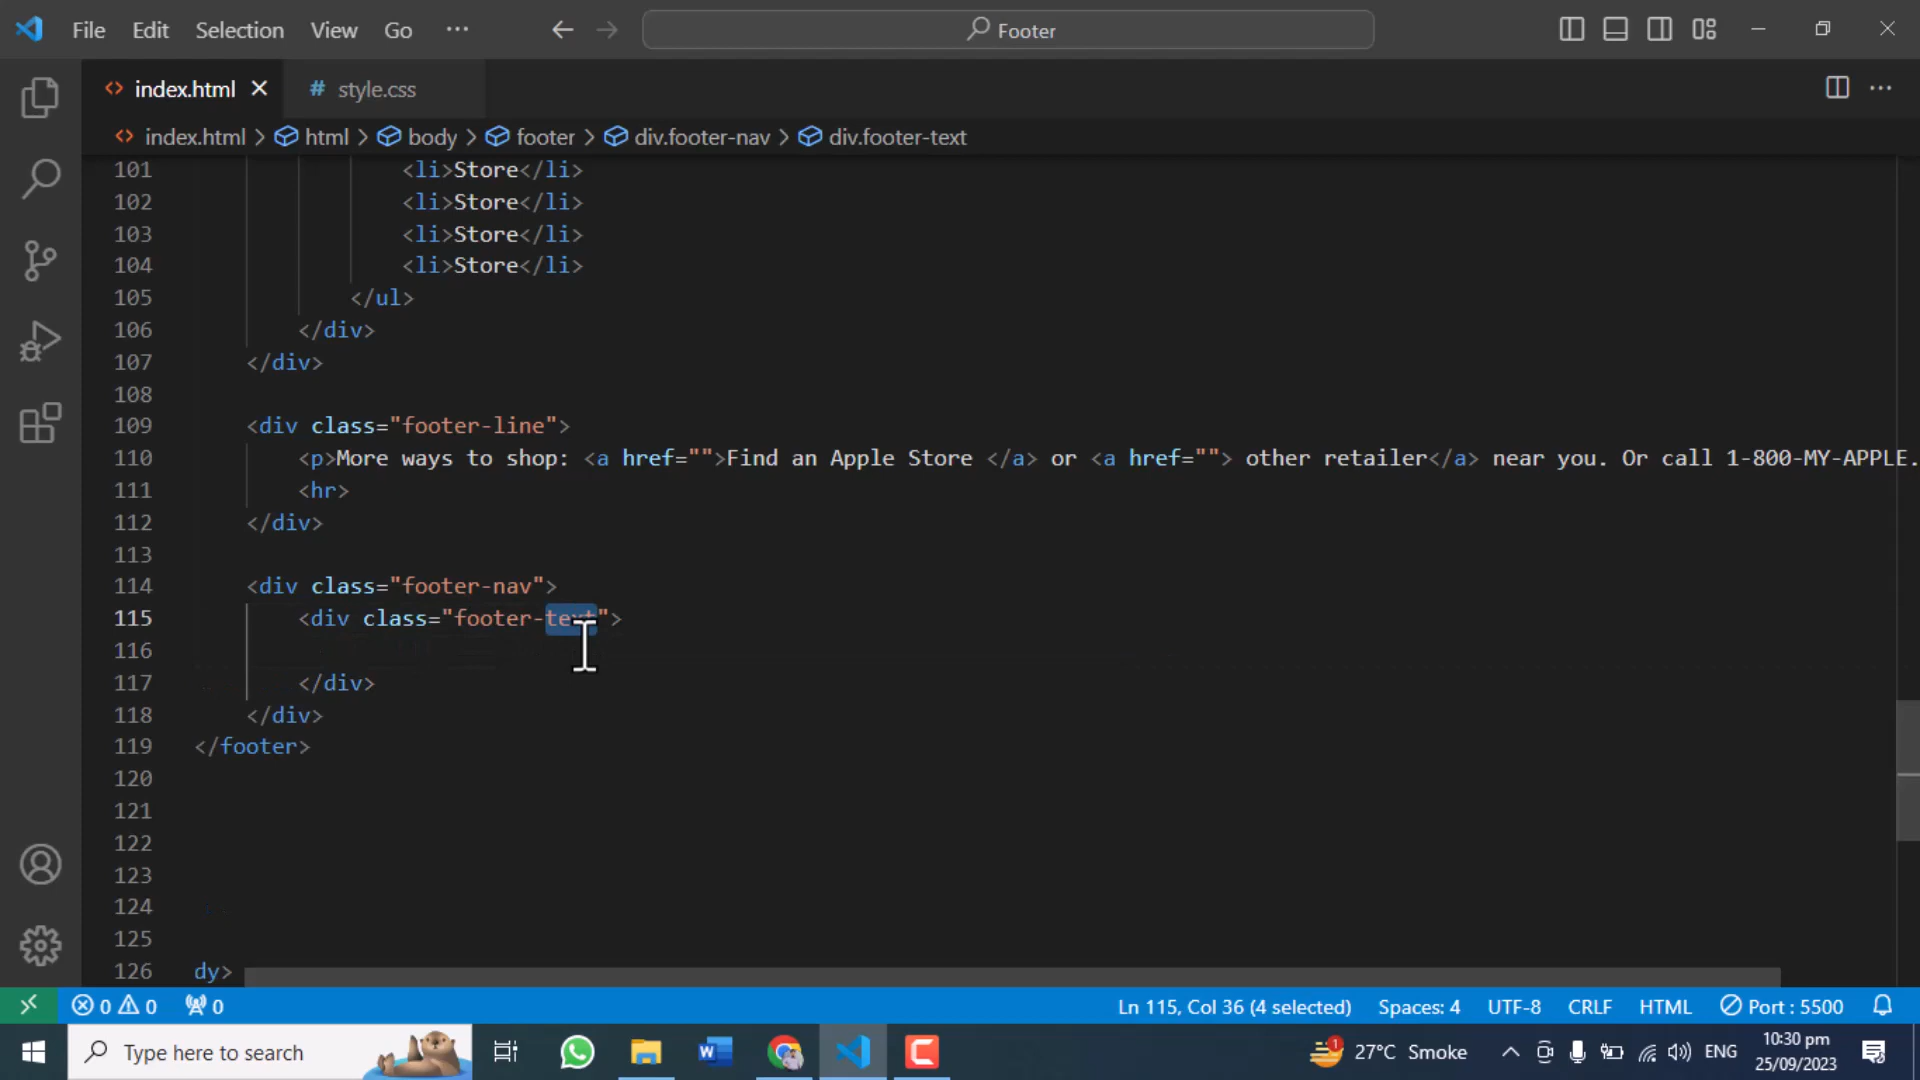 File Edit Selection View Go ··· Footer
index.html # style.css
index.html > html > body > footer > div.footer-nav > div.footer-text
101 <li>Store</li>
102 <li>Store</li>
103 <li>Store</li>
104 <li>Store</li>
105 </ul>
106 </div>
107 </div>
108
109 <div class="footer-line">
110 <p>More ways to shop: <a href="">Find an Apple Store </a> or <a href=""> other retailer</a> near you. Or call 1-800-MY-APPLE.
111 <hr>
112 </div>
113
114 <div class="footer-nav">
115 <div class="footer-text">
116
117 </div>
118 </div>
119 </footer>
120
121
122
123
124
125
126 dy>
0 0 0 Ln 115, Col 36 (4 selected) Spaces: 4 UTF-8 CRLF HTML Port : 5500
Type here to search 1 27°C Smoke ENG 10:30 pm
25/09/2023